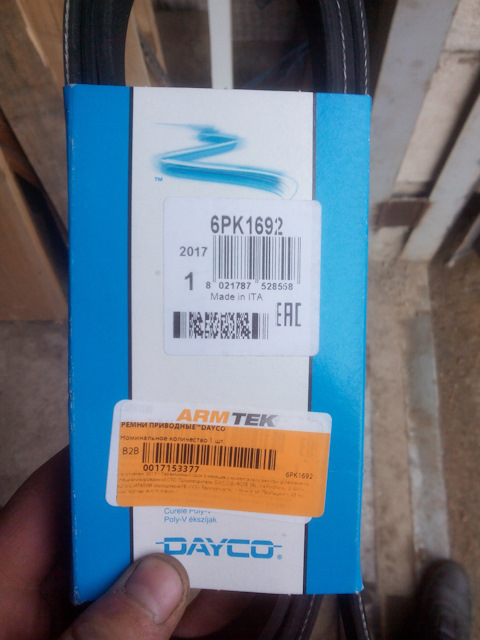 TM
6PK1692
2017
1
8 021787 528558
Made in ITA
EAC
ARMTEK
РЕМНИ ПРИВОДНЫЕ "DAYCO
Номинальное количество 1 шт.
B2B
0017153377
6PK1692
Curele Poly-V
Poly-V ékszíjak
DAYCO®